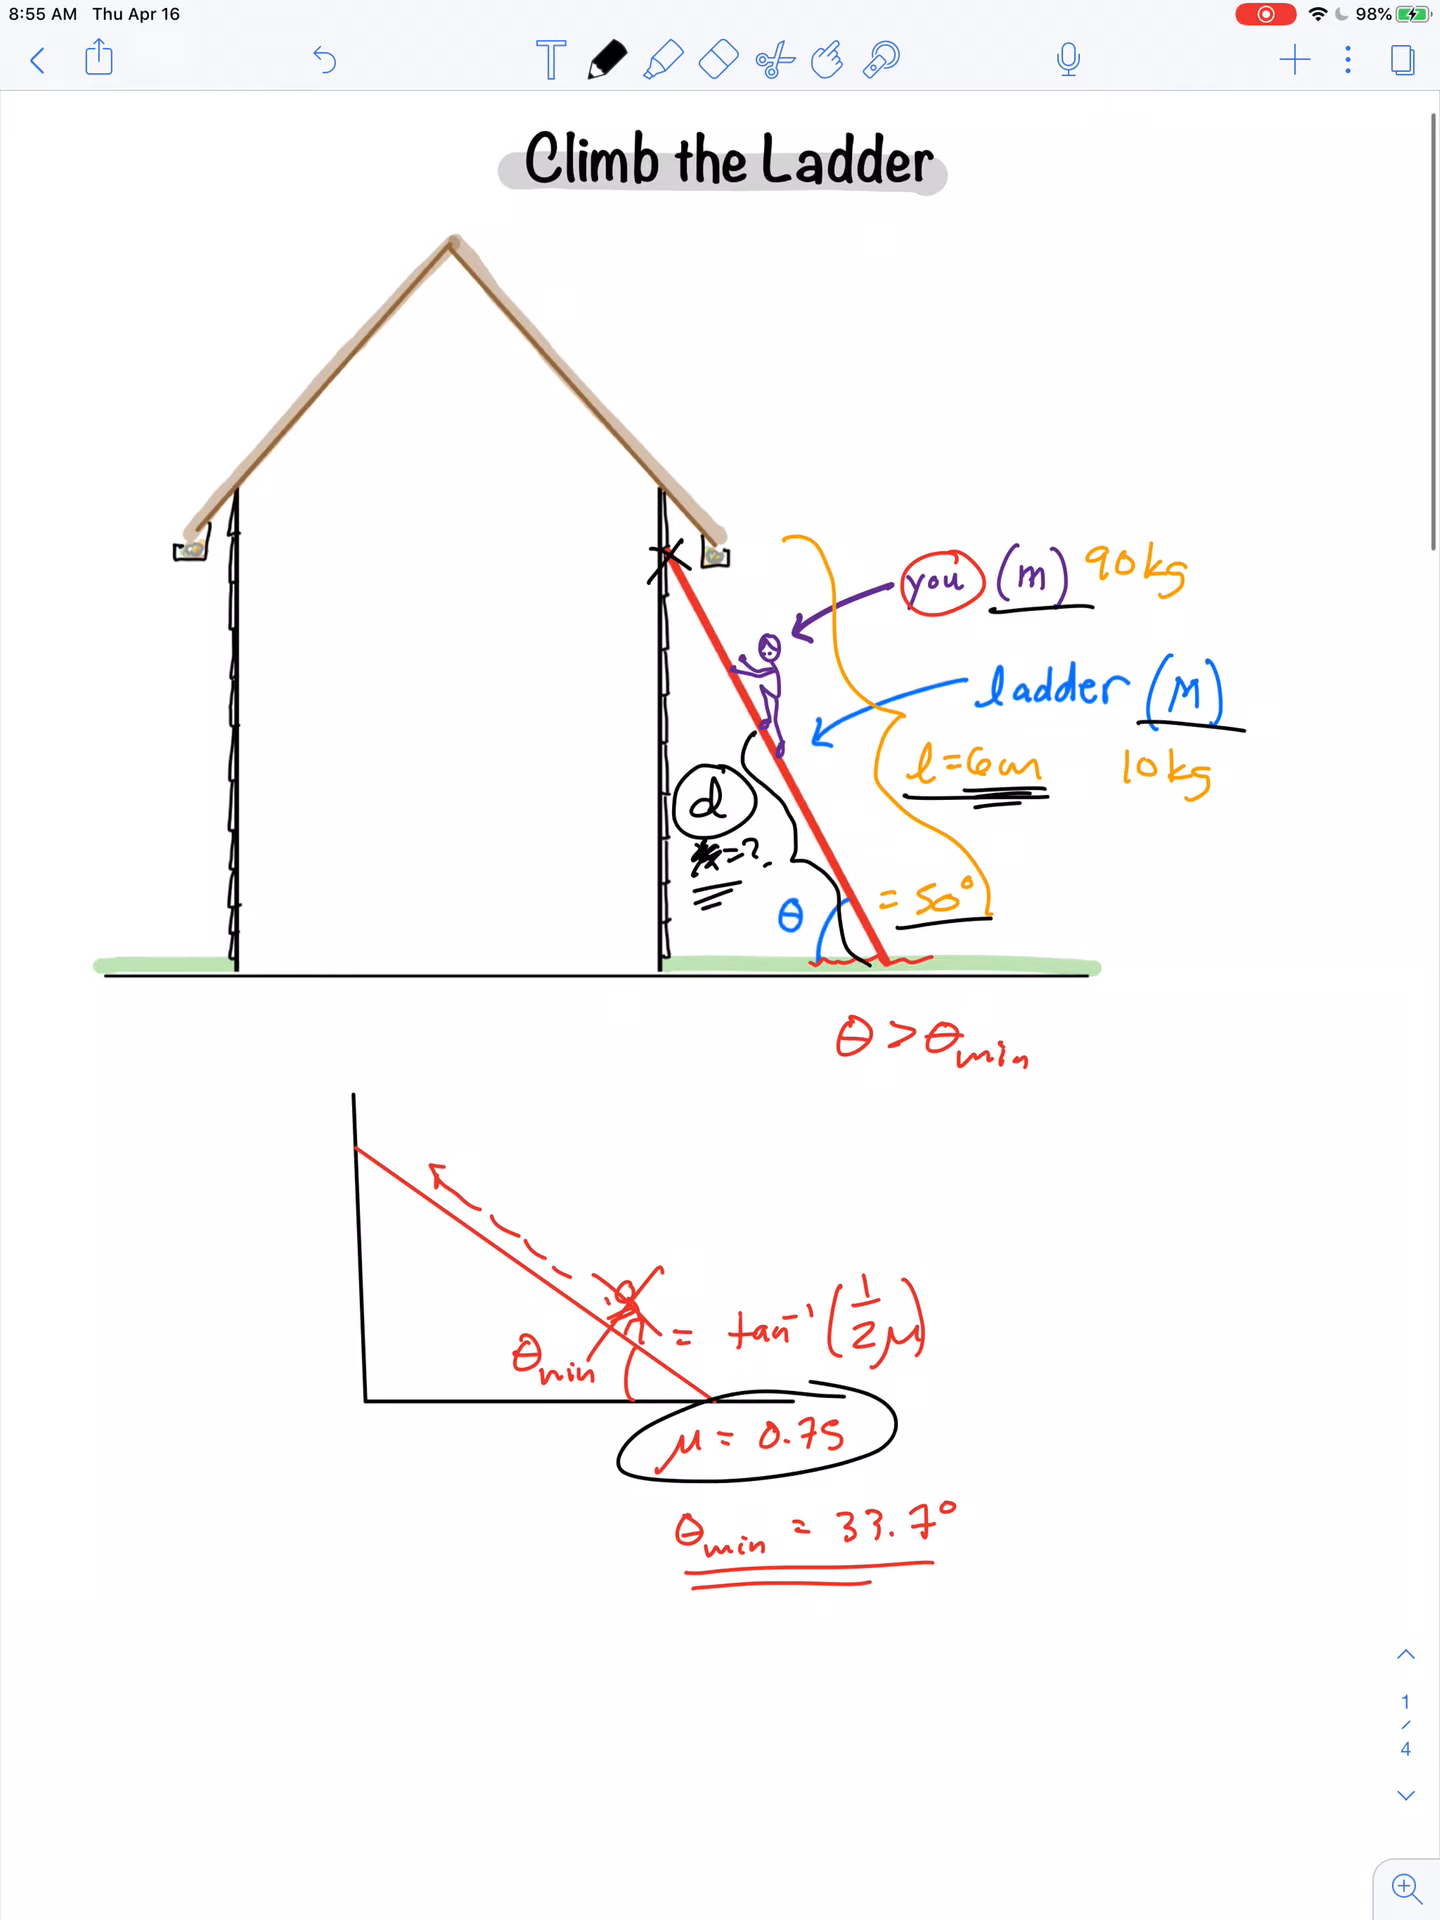 8:55 AM Thu Apr 16
98%
T
Climb the Ladder
you (m) 90kg
ladder (M)
l = 6m 10kg
d
= ?
θ = 50°
θ > θmin
θmin = tan⁻¹(1/2μ)
μ = 0.75
θmin = 33.7°
1
/
4